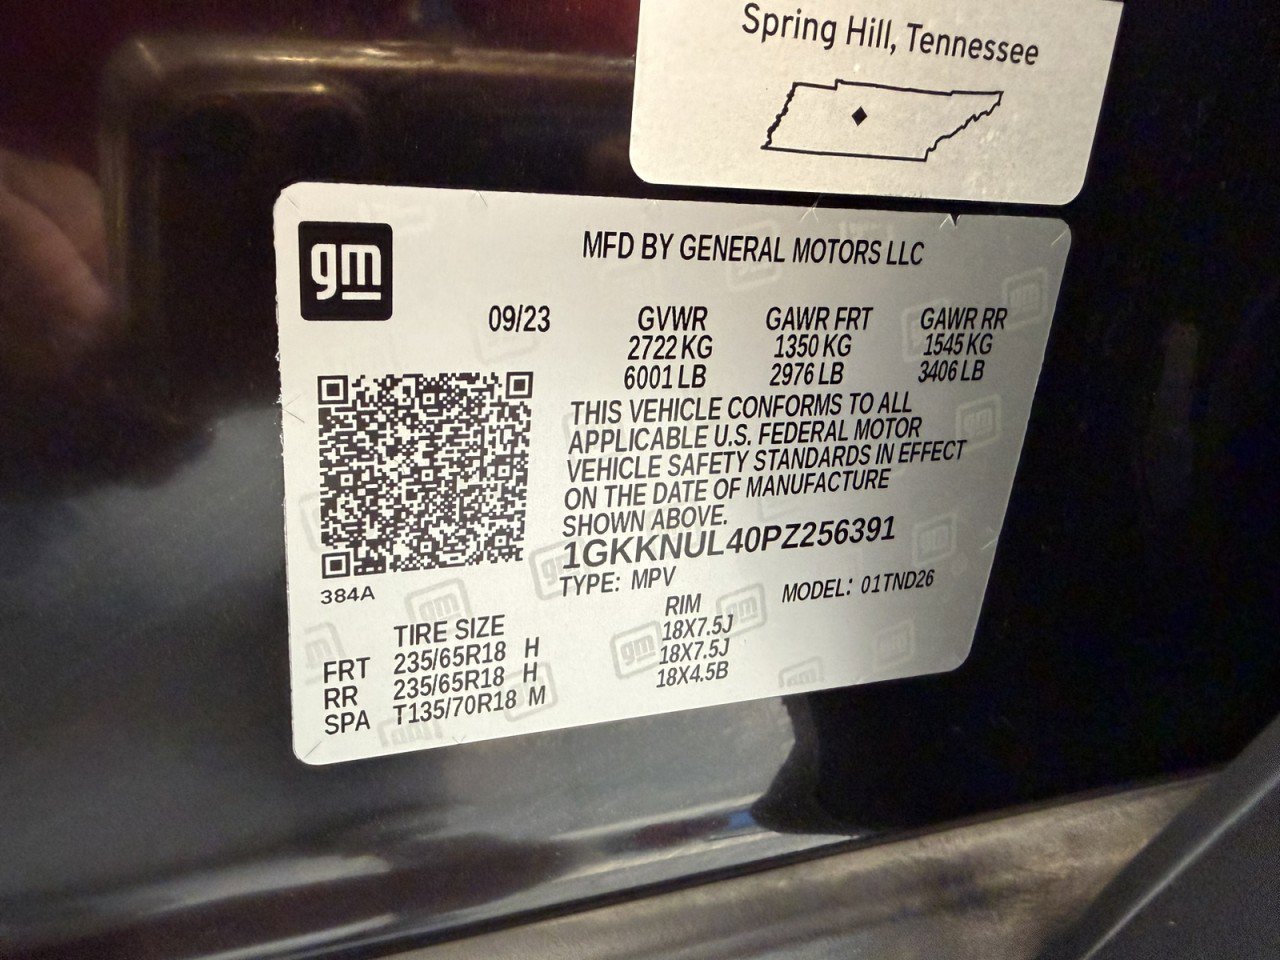 Spring Hill, Tennessee
gm
MFD BY GENERAL MOTORS LLC
09/23 GVWR GAWR FRT GAWR RR
2722 KG 1350 KG 1545 KG
6001 LB 2976 LB 3406 LB
THIS VEHICLE CONFORMS TO ALL
APPLICABLE U.S. FEDERAL MOTOR
VEHICLE SAFETY STANDARDS IN EFFECT
ON THE DATE OF MANUFACTURE
SHOWN ABOVE.
1GKKNUL40PZ256391
TYPE: MPV MODEL: 01TND26
384A
TIRE SIZE RIM
FRT 235/65R18 H 18X7.5J
RR 235/65R18 H 18X7.5J
SPA T135/70R18 M 18X4.5B